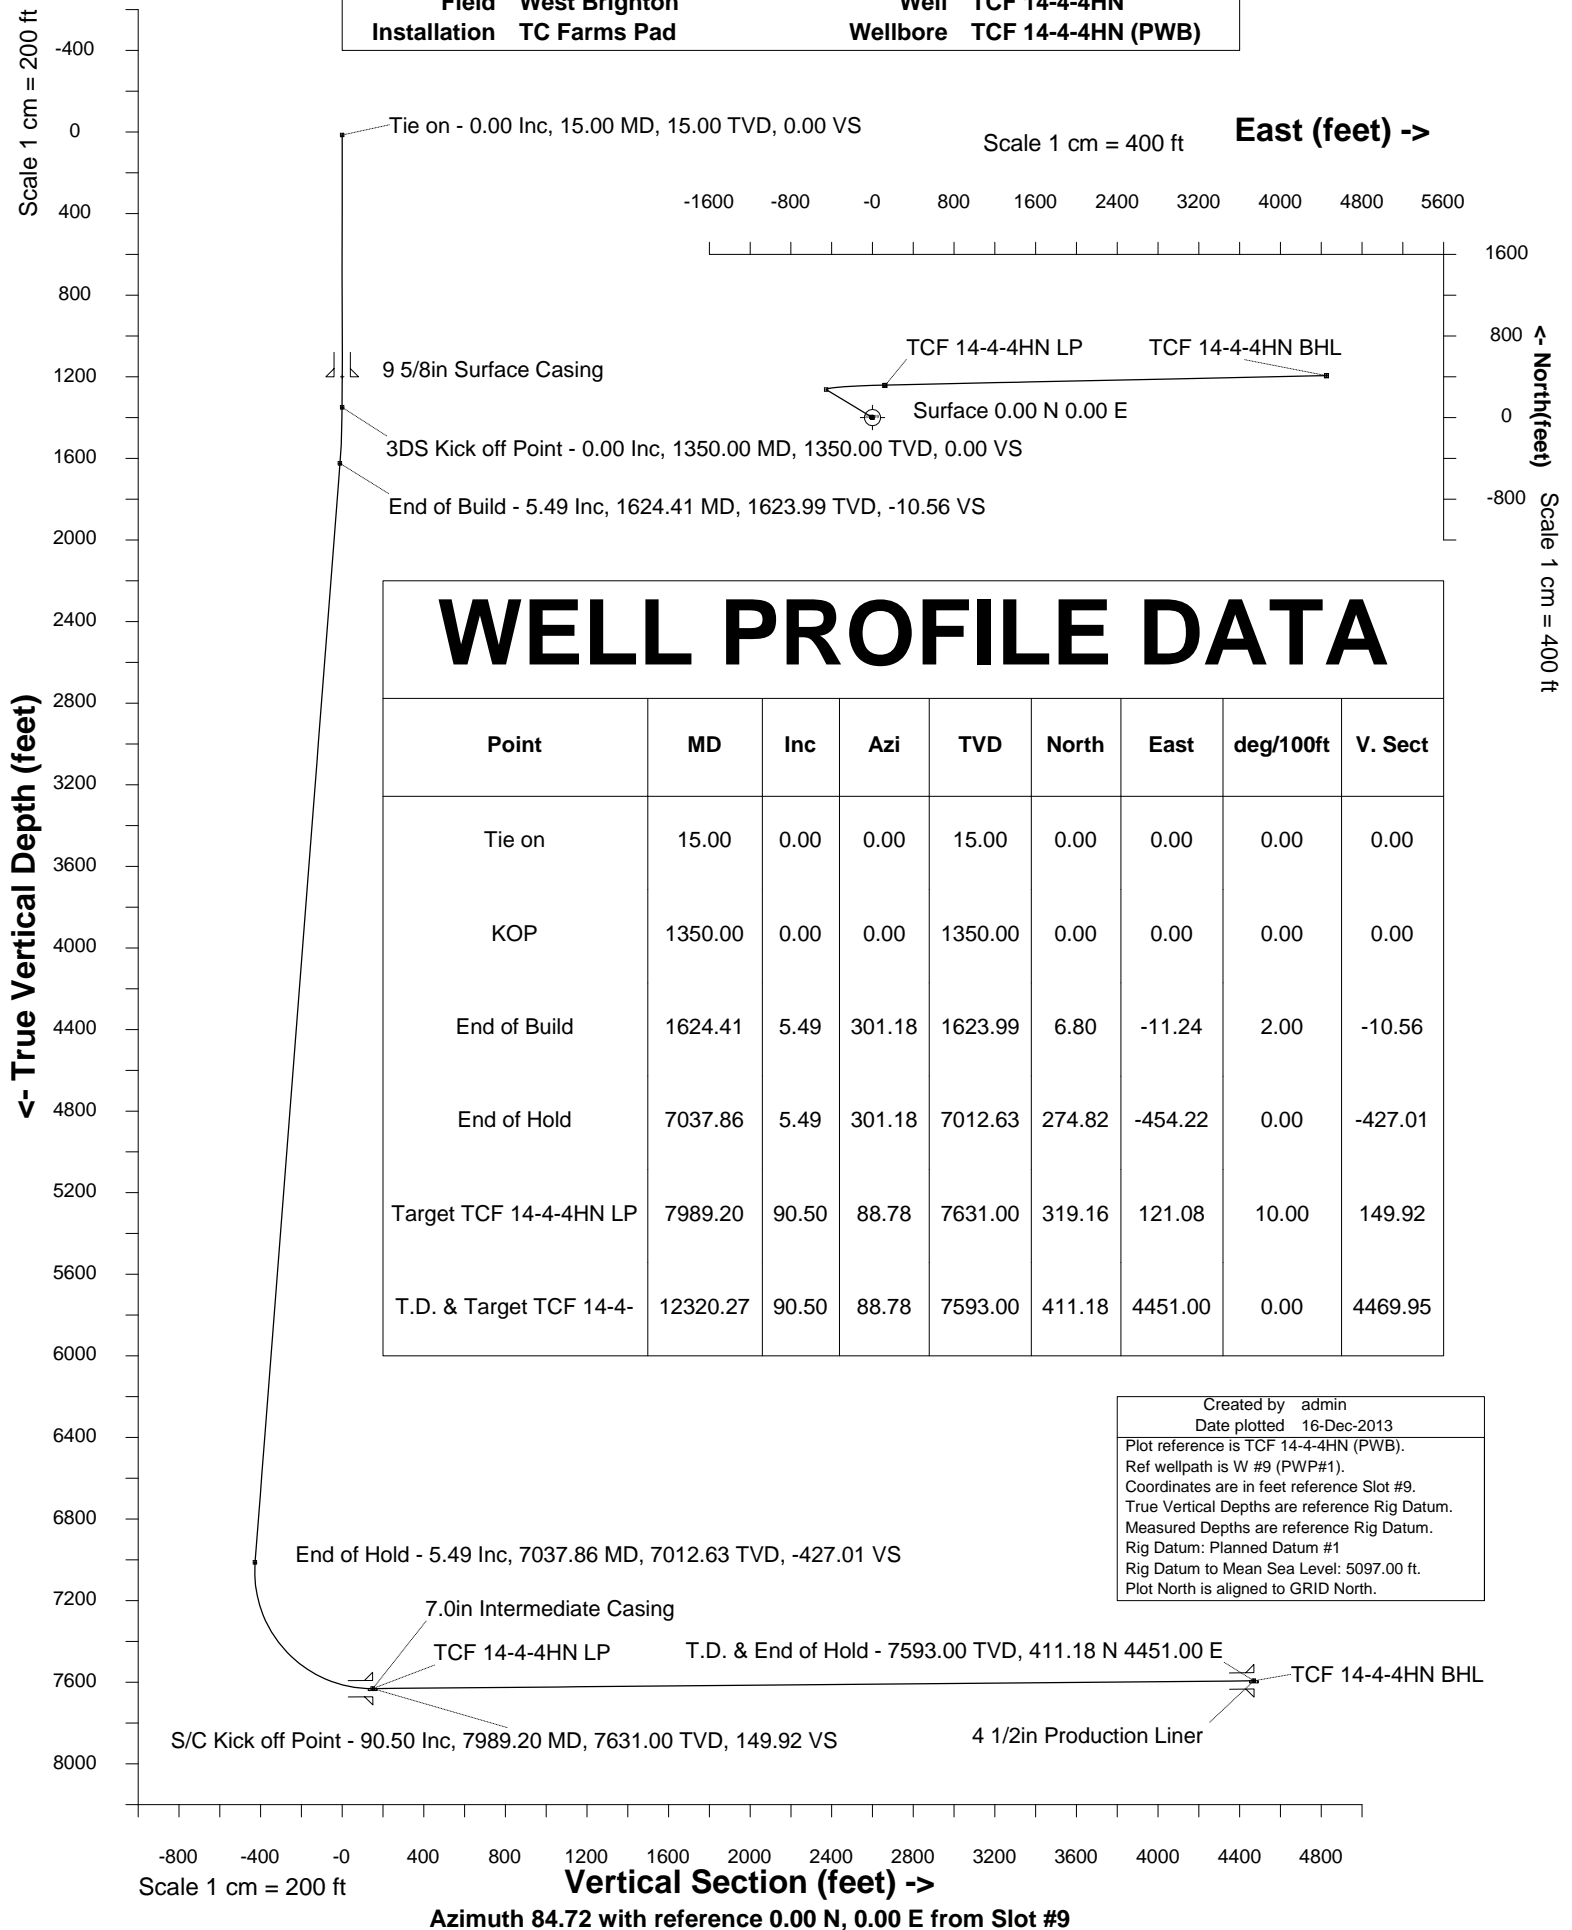 Field West Brighton Well TCF 14-4-4HN
Installation TC Farms Pad Wellbore TCF 14-4-4HN (PWB)
Scale 1 cm = 200 ft
-400
0
400
800
1200
1600
2000
2400
2800
3200
3600
4000
4400
4800
5200
5600
6000
6400
6800
7200
7600
8000
<- True Vertical Depth (feet)
Tie on - 0.00 Inc, 15.00 MD, 15.00 TVD, 0.00 VS
Scale 1 cm = 400 ft East (feet) ->
-1600 -800 -0 800 1600 2400 3200 4000 4800 5600
1600
800
0
-800
<- North(feet) Scale 1 cm = 400 ft
TCF 14-4-4HN LP TCF 14-4-4HN BHL
Surface 0.00 N 0.00 E
9 5/8in Surface Casing
3DS Kick off Point - 0.00 Inc, 1350.00 MD, 1350.00 TVD, 0.00 VS
End of Build - 5.49 Inc, 1624.41 MD, 1623.99 TVD, -10.56 VS
WELL PROFILE DATA
Point MD Inc Azi TVD North East deg/100ft V. Sect
Tie on 15.00 0.00 0.00 15.00 0.00 0.00 0.00 0.00
KOP 1350.00 0.00 0.00 1350.00 0.00 0.00 0.00 0.00
End of Build 1624.41 5.49 301.18 1623.99 6.80 -11.24 2.00 -10.56
End of Hold 7037.86 5.49 301.18 7012.63 274.82 -454.22 0.00 -427.01
Target TCF 14-4-4HN LP 7989.20 90.50 88.78 7631.00 319.16 121.08 10.00 149.92
T.D. & Target TCF 14-4- 12320.27 90.50 88.78 7593.00 411.18 4451.00 0.00 4469.95
Created by admin
Date plotted 16-Dec-2013
Plot reference is TCF 14-4-4HN (PWB).
Ref wellpath is W #9 (PWP#1).
Coordinates are in feet reference Slot #9.
True Vertical Depths are reference Rig Datum.
Measured Depths are reference Rig Datum.
Rig Datum: Planned Datum #1
Rig Datum to Mean Sea Level: 5097.00 ft.
Plot North is aligned to GRID North.
End of Hold - 5.49 Inc, 7037.86 MD, 7012.63 TVD, -427.01 VS
7.0in Intermediate Casing
TCF 14-4-4HN LP
T.D. & End of Hold - 7593.00 TVD, 411.18 N 4451.00 E
TCF 14-4-4HN BHL
S/C Kick off Point - 90.50 Inc, 7989.20 MD, 7631.00 TVD, 149.92 VS
4 1/2in Production Liner
-800 -400 -0 400 800 1200 1600 2000 2400 2800 3200 3600 4000 4400 4800
Scale 1 cm = 200 ft
Vertical Section (feet) ->
Azimuth 84.72 with reference 0.00 N, 0.00 E from Slot #9